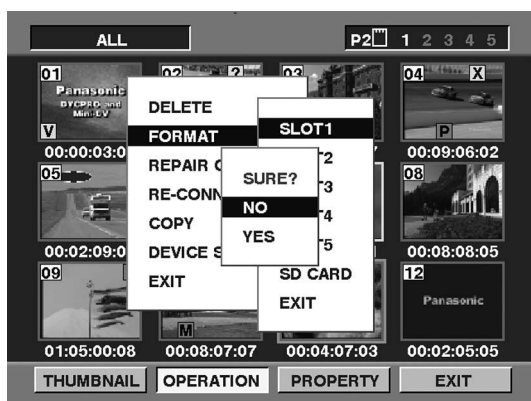 ALL
P2 1 2 3 4 5
01
02
?
03
04
X
Panasonic
DVCPRO and
Mini-DV
V
P
00:00:03:0
00:09:06:02
DELETE
FORMAT
REPAIR C
RE-CONN
COPY
DEVICE S
EXIT
SLOT1
2
3
4
5
SD CARD
EXIT
SURE?
NO
YES
05
08
00:02:09:0
00:08:08:05
09
12
M
Panasonic
01:05:00:08
00:08:07:07
00:04:07:03
00:02:05:05
THUMBNAIL
OPERATION
PROPERTY
EXIT